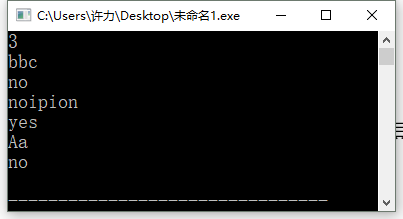 C:\Users\许力\Desktop\未命名1.exe
3
bbc
no
noipion
yes
Aa
no
--------------------------------